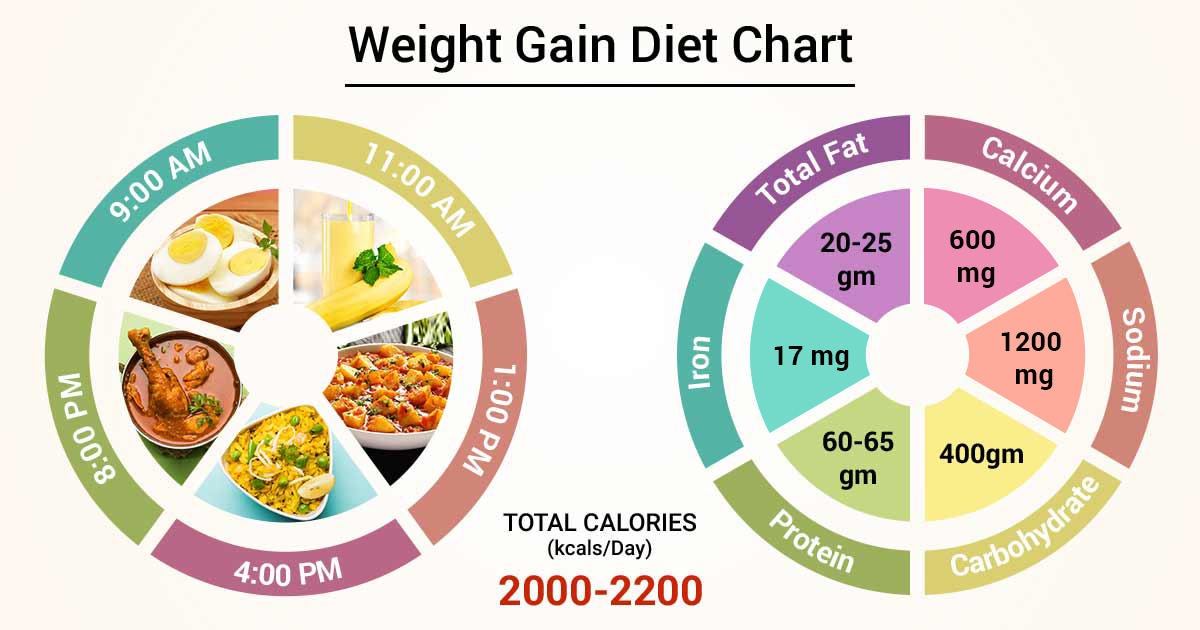 Weight Gain Diet Chart
9:00 AM
11:00 AM
1:00 PM
4:00 PM
8:00 PM
TOTAL CALORIES
(kcals/Day)
2000-2200
Total Fat
20-25
gm
Calcium
600
mg
Sodium
1200
mg
Carbohydrate
400gm
Protein
60-65
gm
Iron
17 mg